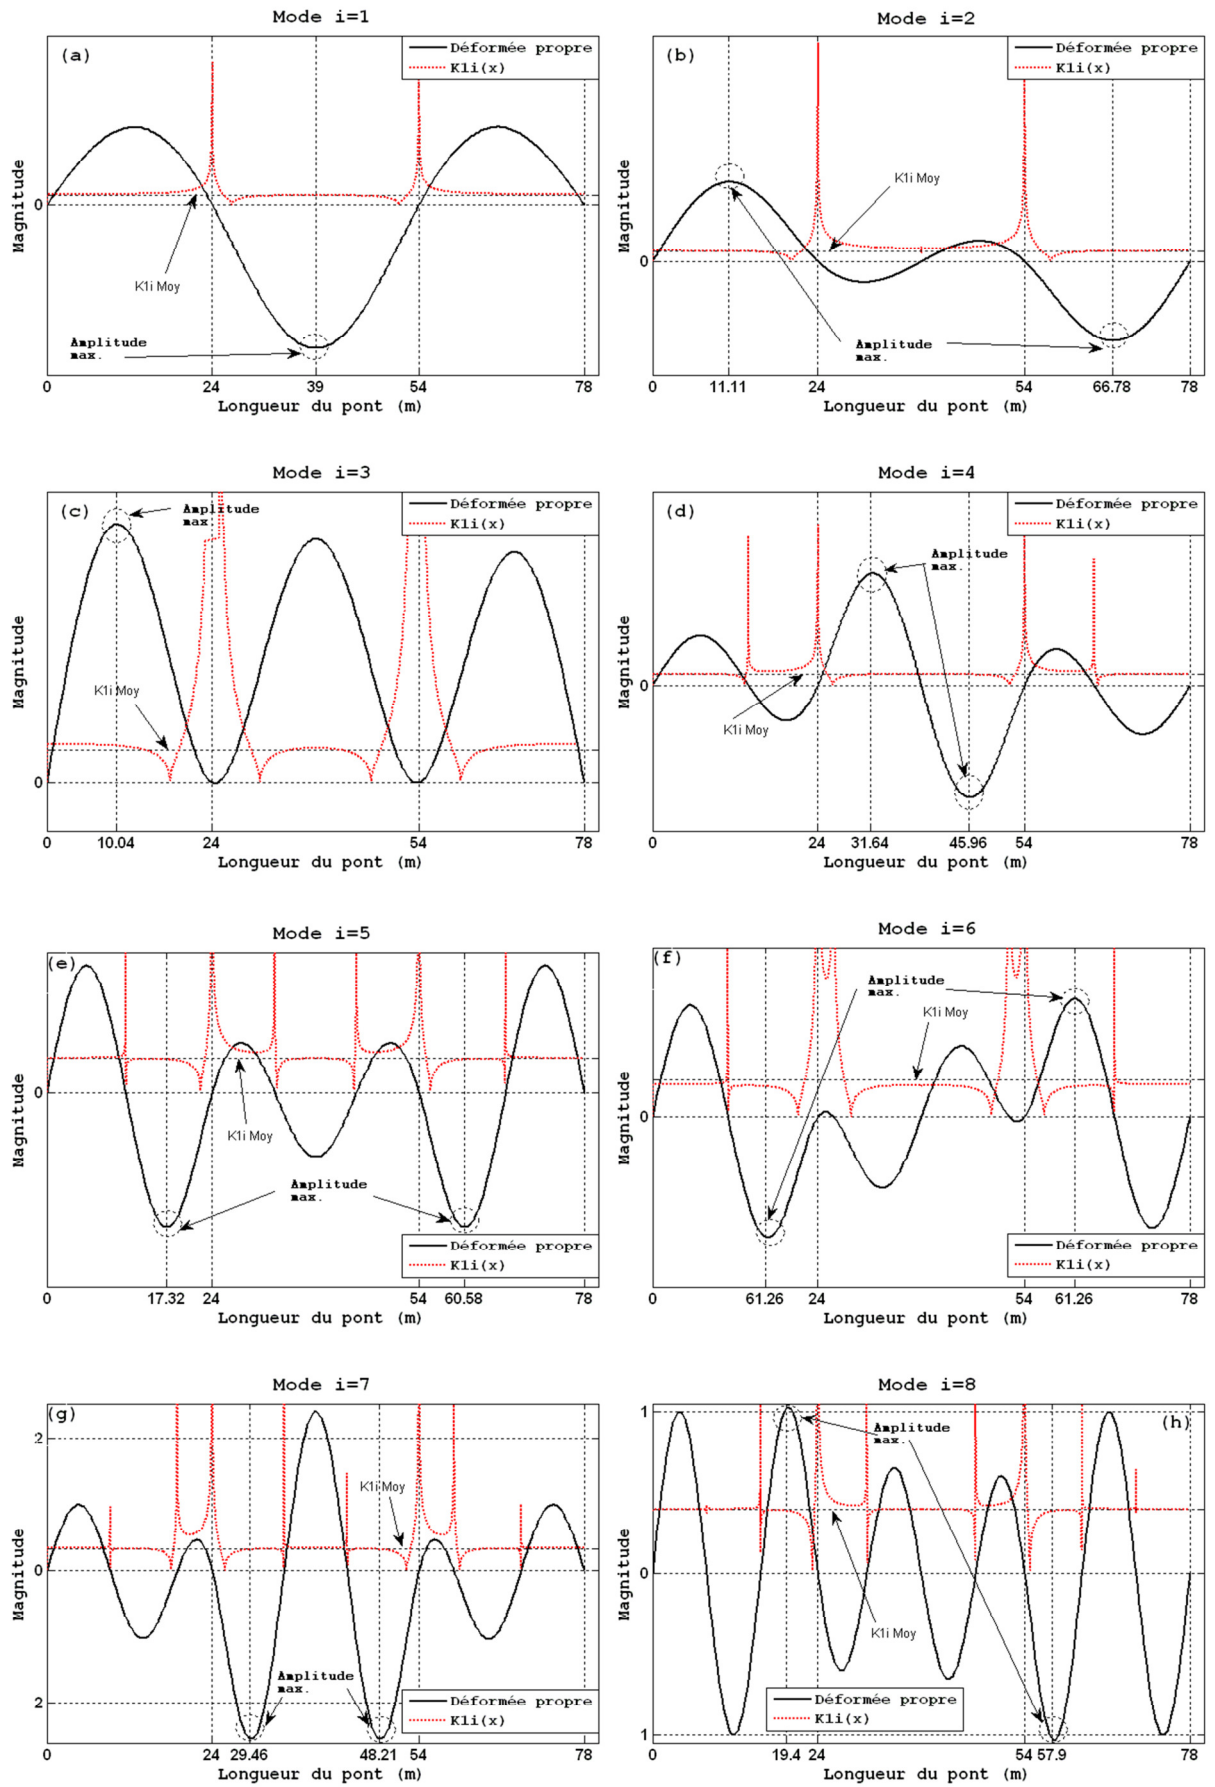 Mode i=1
(a)
Déformée propre
K1i(x)
Magnitude
0
K1i Moy
Amplitude
max.
0 24 39 54 78
Longueur du pont (m)
Mode i=2
(b)
Déformée propre
K1i(x)
Magnitude
K1i Moy
0
Amplitude
max.
0 11.11 24 54 66.78 78
Longueur du pont (m)
Mode i=3
(c)
Amplitude
max.
Déformée propre
K1i(x)
Magnitude
K1i Moy
0
0 10.04 24 54 78
Longueur du pont (m)
Mode i=4
(d)
Déformée propre
K1i(x)
Amplitude
max.
Magnitude
0
K1i Moy
0 24 31.64 45.96 54 78
Longueur du pont (m)
Mode i=5
(e)
Magnitude
0
K1i Moy
Amplitude
max.
Déformée propre
K1i(x)
0 17.32 24 54 60.58 78
Longueur du pont (m)
Mode i=6
(f)
Amplitude
max.
K1i Moy
Magnitude
0
Déformée propre
K1i(x)
0 61.26 24 54 61.26 78
Longueur du pont (m)
Mode i=7
(g)
2
K1i Moy
Magnitude
0
Amplitude
max.
2
Déformée propre
K1i(x)
0 24 29.46 48.21 54 78
Longueur du pont (m)
Mode i=8
1
(h)
Amplitude
max.
Magnitude
0
K1i Moy
Déformée propre
K1i(x)
1
0 19.4 24 54 57.9 78
Longueur du pont (m)